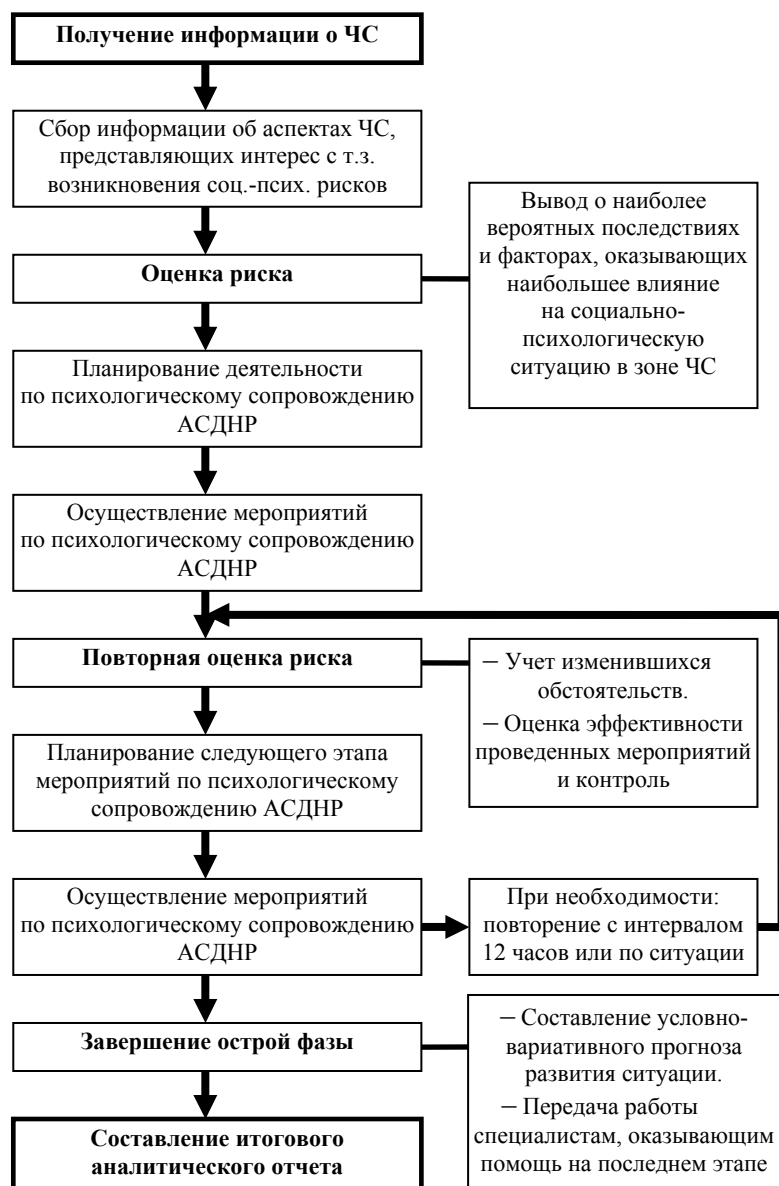 Получение информации о ЧС
Сбор информации об аспектах ЧС,
представляющих интерес с т.з.
возникновения соц.-псих. рисков
Оценка риска
Вывод о наиболее
вероятных последствиях
и факторах, оказывающих
наибольшее влияние
на социально-
психологическую
ситуацию в зоне ЧС
Планирование деятельности
по психологическому сопровождению
АСДНР
Осуществление мероприятий
по психологическому сопровождению
АСДНР
Повторная оценка риска
– Учет изменившихся
обстоятельств.
– Оценка эффективности
проведенных мероприятий
и контроль
Планирование следующего этапа
мероприятий по психологическому
сопровождению АСДНР
Осуществление мероприятий
по психологическому сопровождению
АСДНР
При необходимости:
повторение с интервалом
12 часов или по ситуации
Завершение острой фазы
– Составление условно-
вариативного прогноза
развития ситуации.
– Передача работы
специалистам, оказывающим
помощь на последнем этапе
Составление итогового
аналитического отчета